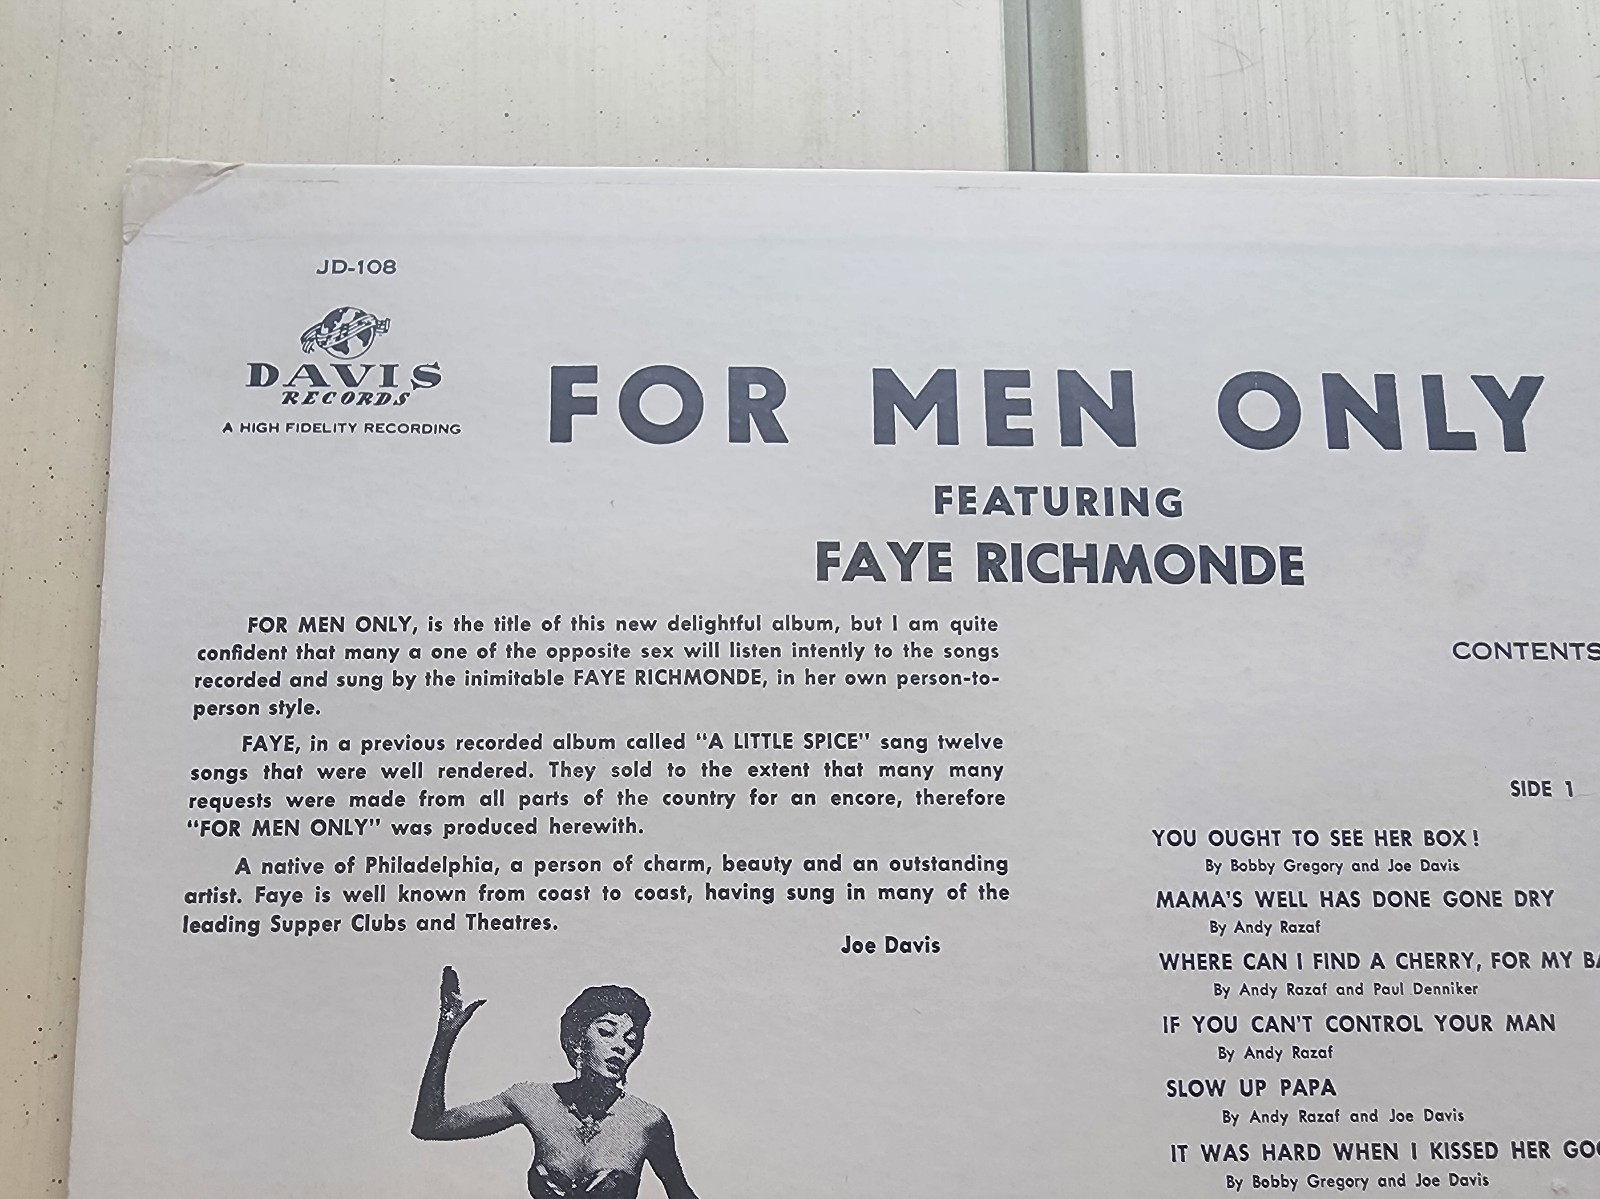 JD-108
DAVIS
RECORDS
A HIGH FIDELITY RECORDING
FOR MEN ONLY
FEATURING
FAYE RICHMONDE
FOR MEN ONLY, is the title of this new delightful album, but I am quite
confident that many a one of the opposite sex will listen intently to the songs
recorded and sung by the inimitable FAYE RICHMONDE, in her own person-to-
person style.
FAYE, in a previous recorded album called “A LITTLE SPICE” sang twelve
songs that were well rendered. They sold to the extent that many many
requests were made from all parts of the country for an encore, therefore
“FOR MEN ONLY” was produced herewith.
A native of Philadelphia, a person of charm, beauty and an outstanding
artist. Faye is well known from coast to coast, having sung in many of the
leading Supper Clubs and Theatres.
Joe Davis
CONTENTS
SIDE 1
YOU OUGHT TO SEE HER BOX!
By Bobby Gregory and Joe Davis
MAMA'S WELL HAS DONE GONE DRY
By Andy Razaf
WHERE CAN I FIND A CHERRY, FOR MY
By Andy Razaf and Paul Denniker
IF YOU CAN'T CONTROL YOUR MAN
By Andy Razaf
SLOW UP PAPA
By Andy Razaf and Joe Davis
IT WAS HARD WHEN I KISSED HER
By Bobby Gregory and Joe Davis